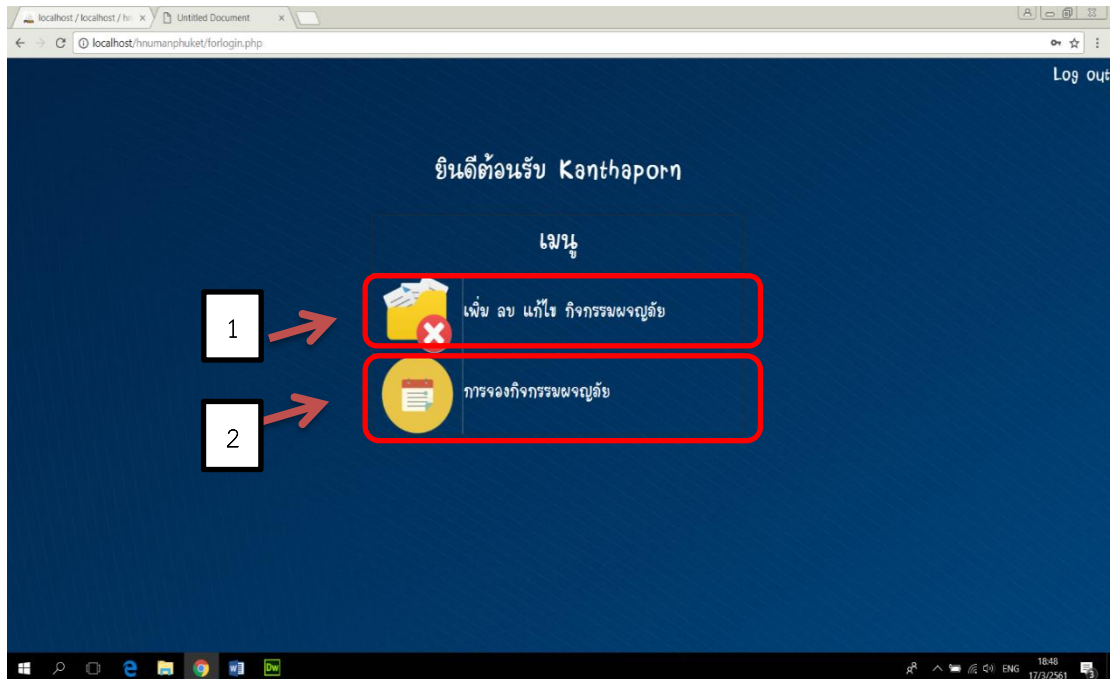 localhost / localhost / hn
Untitled Document
localhost/hnumanphuket/forlogin.php
Log out
ยินดีต้อนรับ Kanthaporn
เมนู
1
เพิ่ม ลบ แก้ไข กิจกรรมผจญภัย
2
การจองกิจกรรมผจญภัย
Dw
ENG
18:48
17/3/2561
3